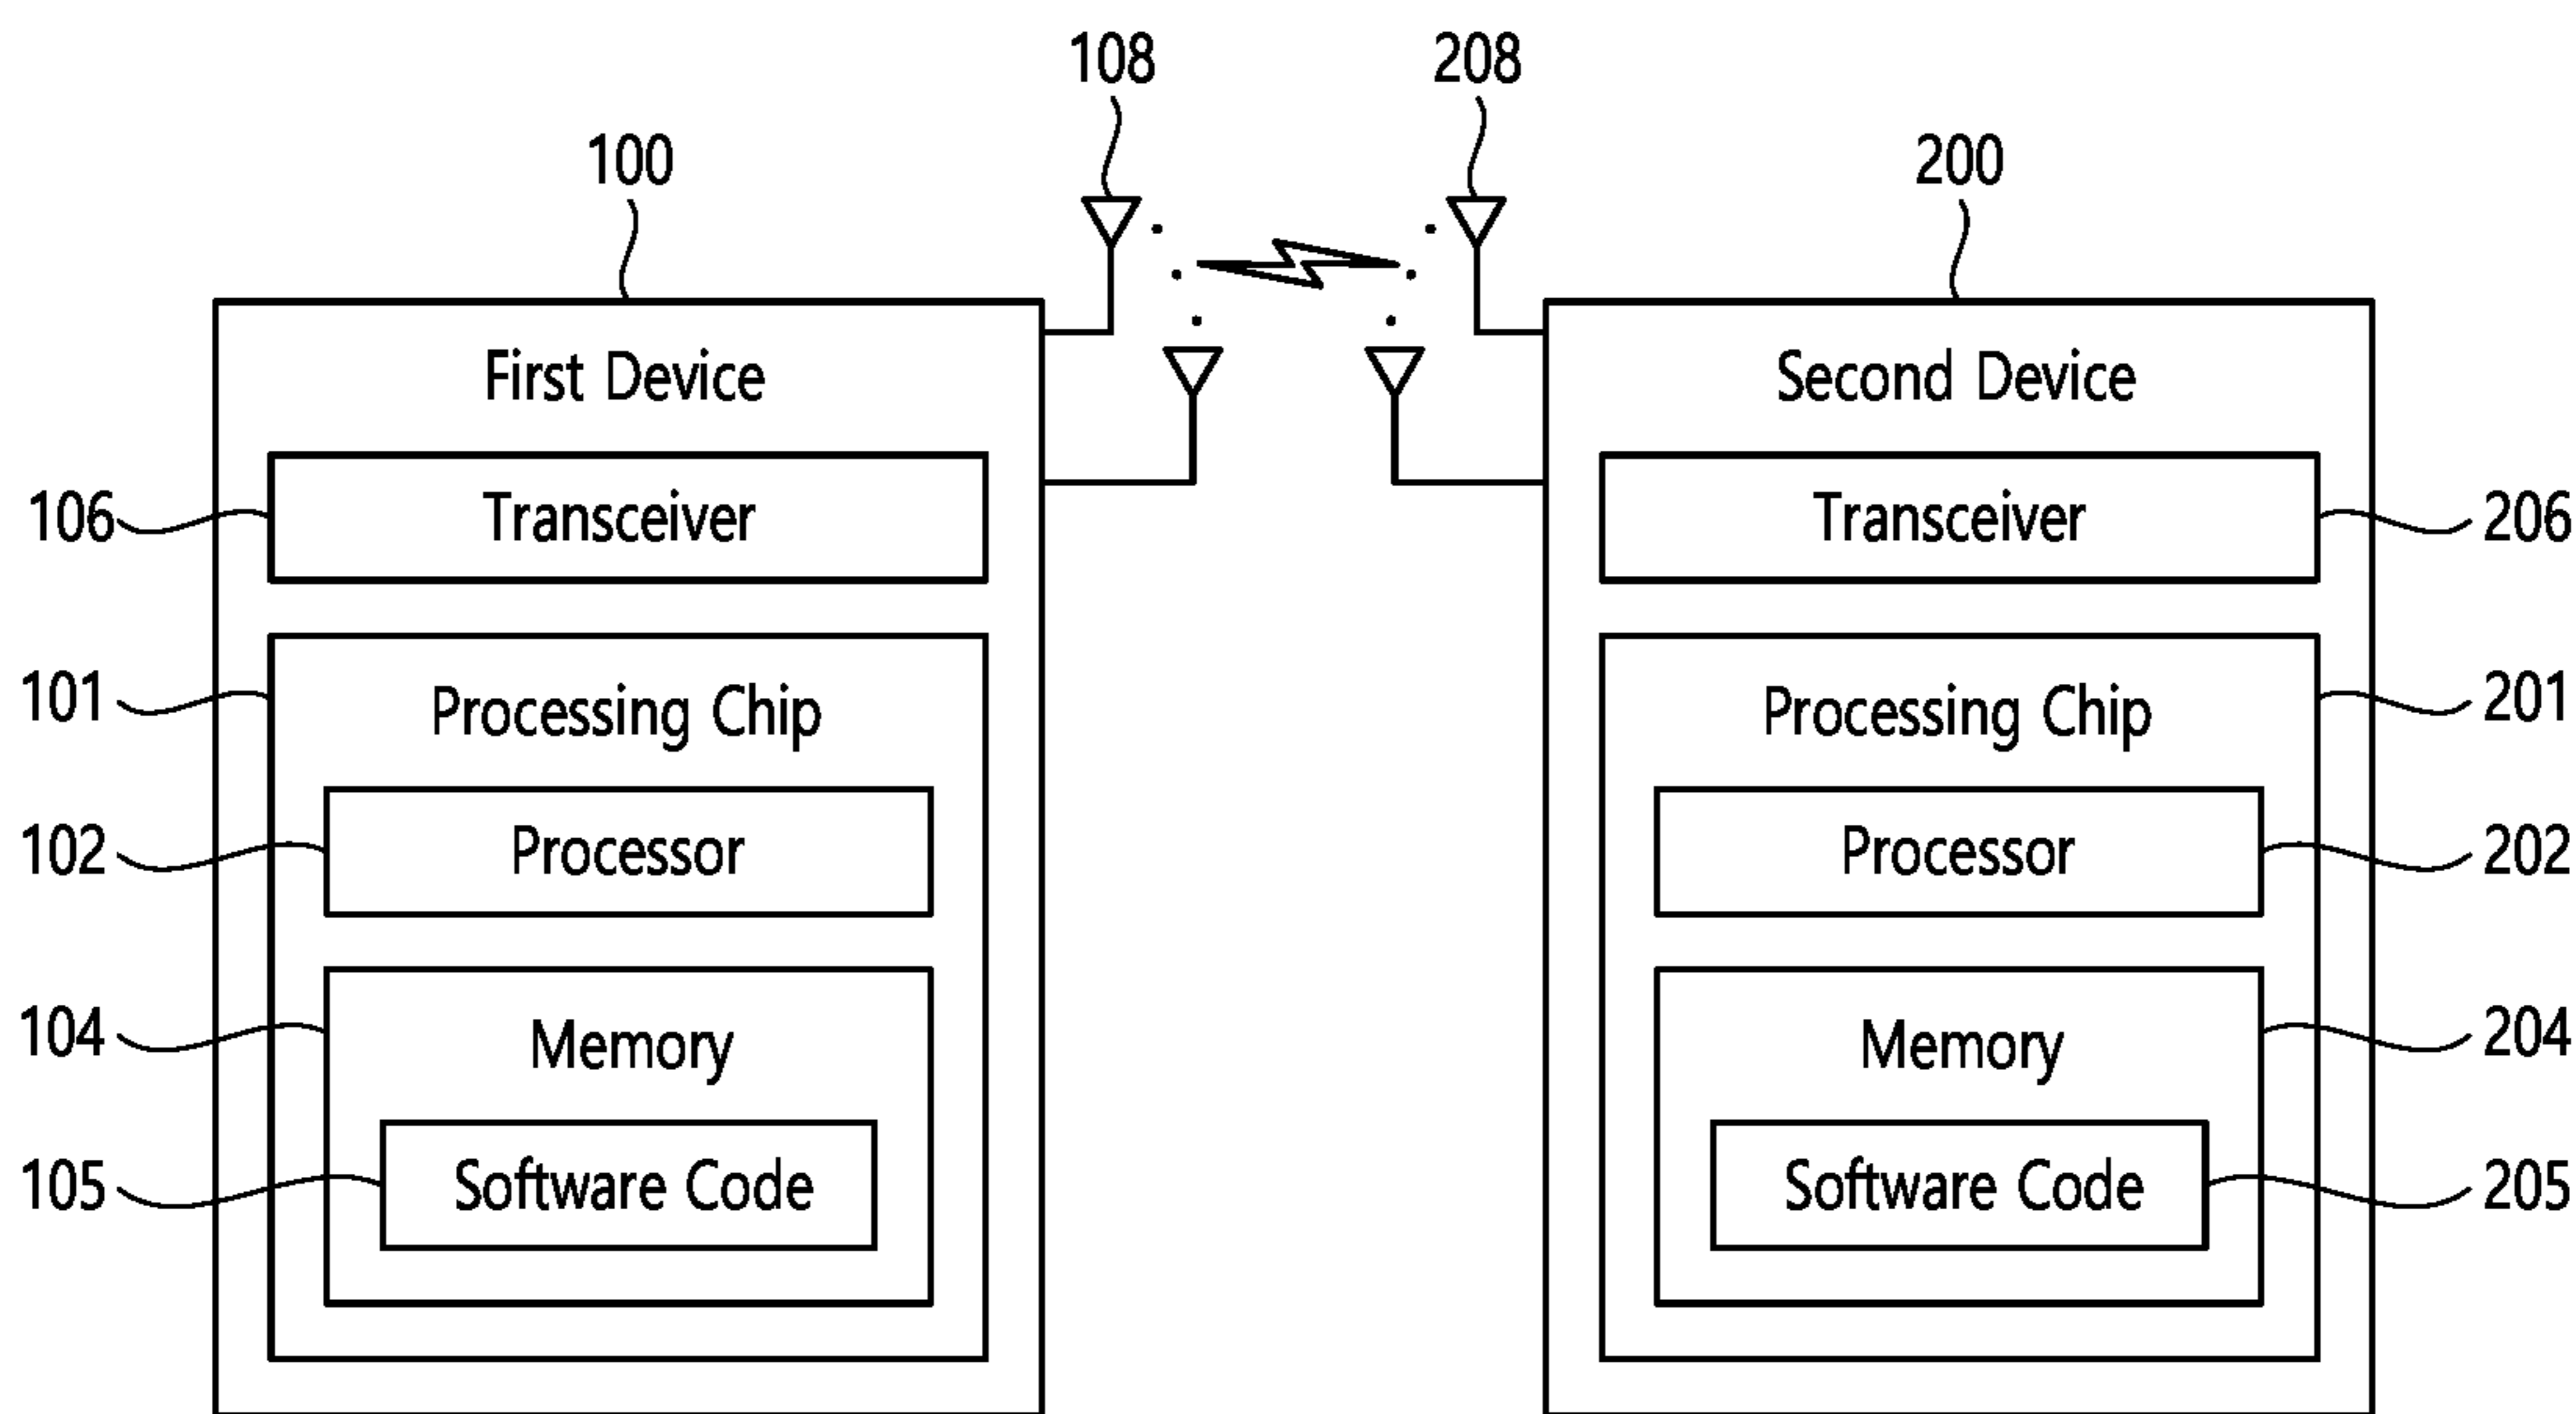 108
208
100
200
First Device
Second Device
106
Transceiver
Transceiver
206
101
Processing Chip
Processing Chip
201
102
Processor
Processor
202
104
Memory
Memory
204
105
Software Code
Software Code
205